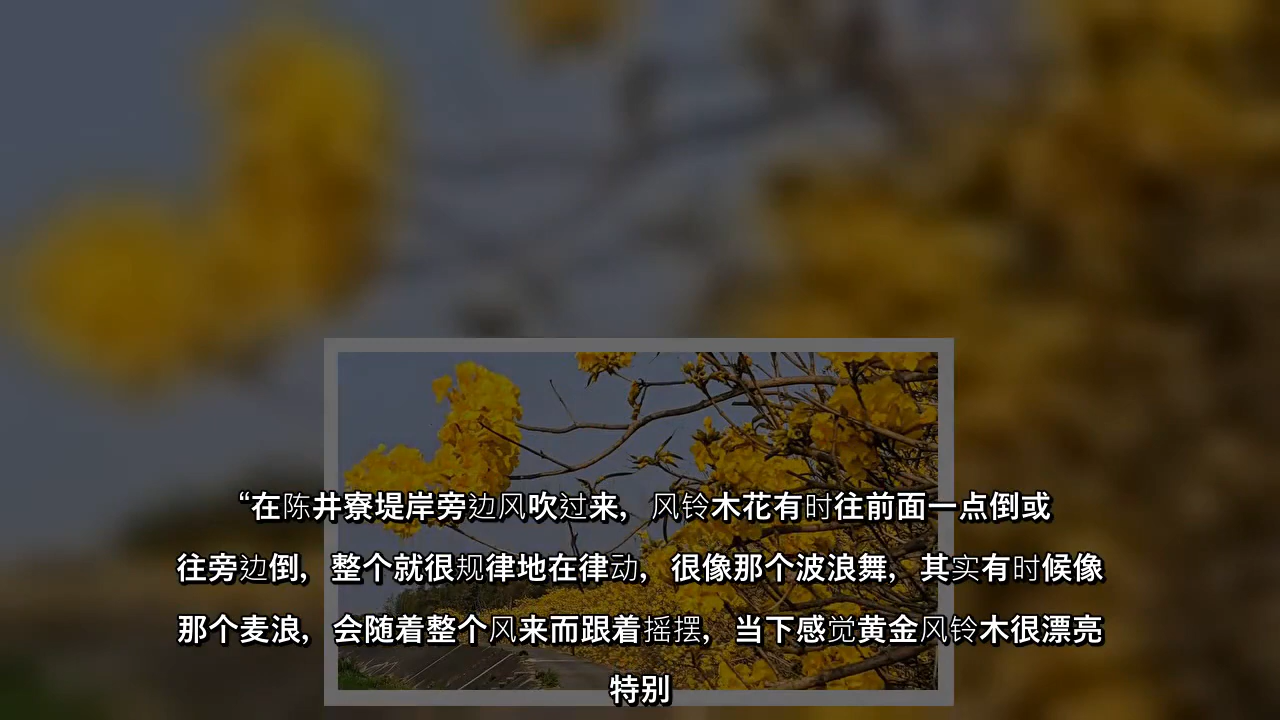 “在陈井寮堤岸旁边风吹过来，风铃木花有时往前面一点倒或
往旁边倒，整个就很规律地在律动，很像那个波浪舞，其实有时候像
那个麦浪，会随着整个风来而跟着摇摆，当下感觉黄金风铃木很漂亮
特别